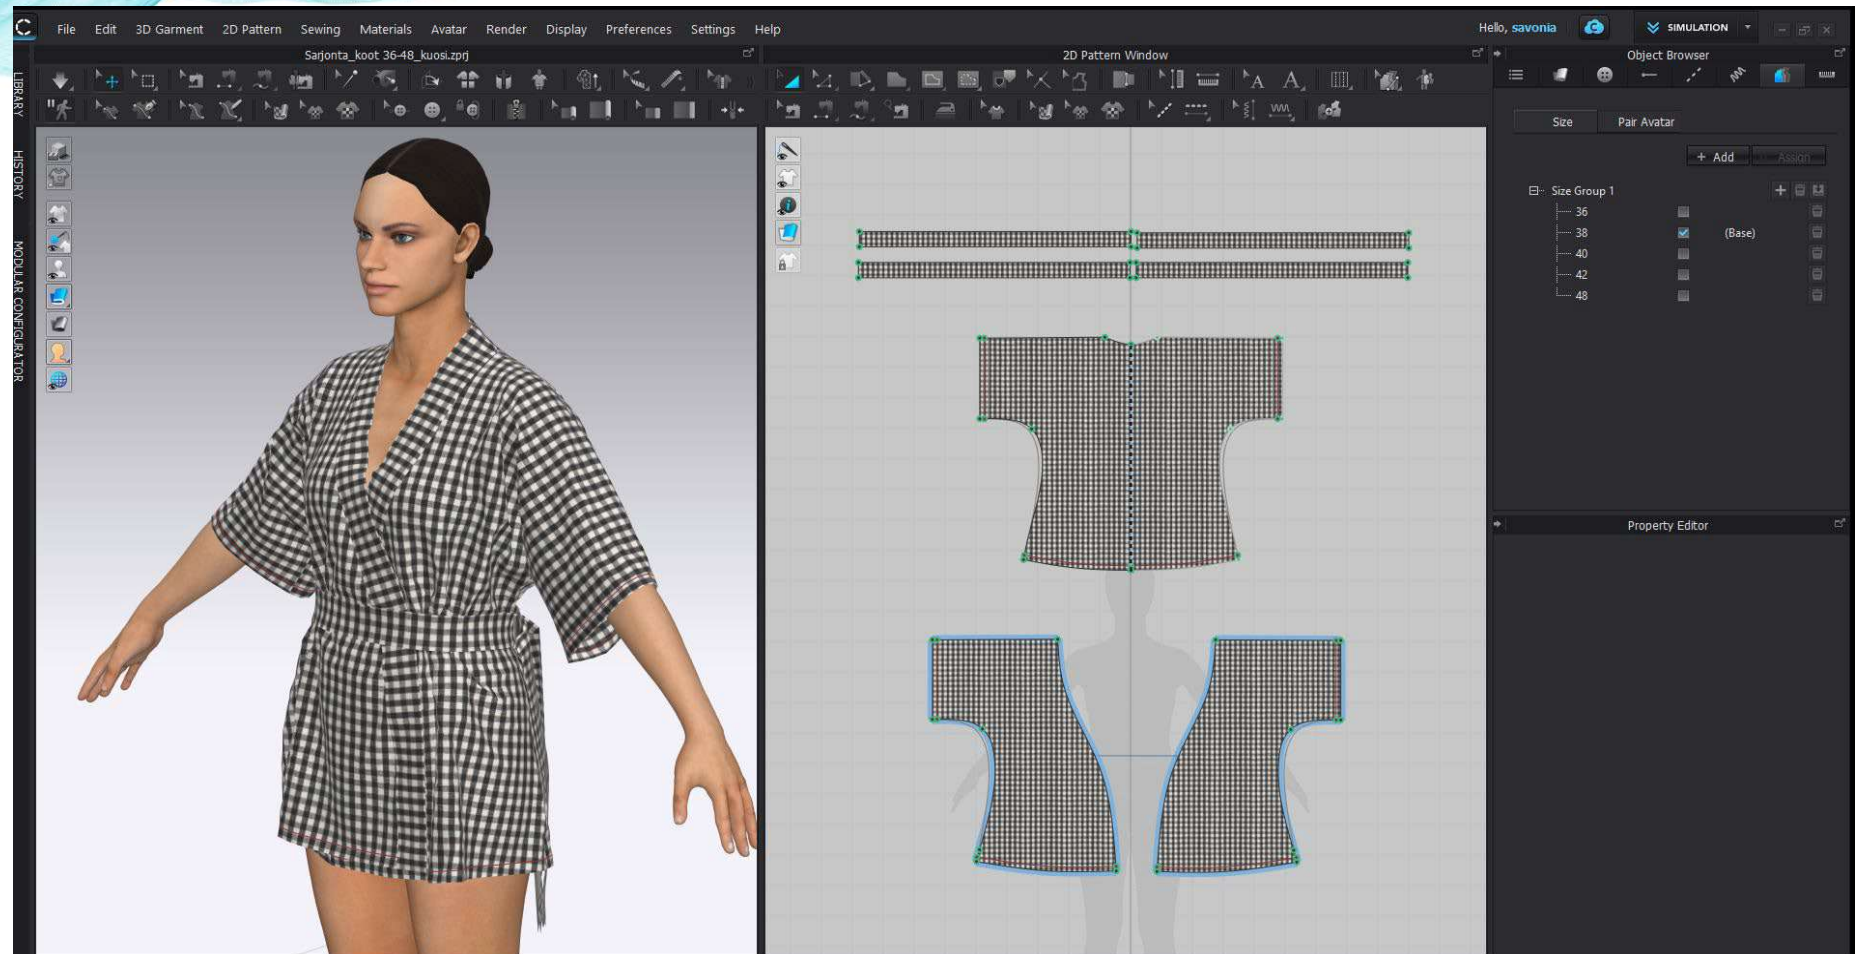 File Edit 3D Garment 2D Pattern Sewing Materials Avatar Render Display Preferences Settings Help
Hello, savonia
SIMULATION
Sarjonta_koot 36-48_kuosi.zprj
2D Pattern Window
Object Browser
LIBRARY
HISTORY
MODULAR CONFIGURATOR
Size Pair Avatar
+ Add Assign
Size Group 1
36
38 (Base)
40
42
48
Property Editor